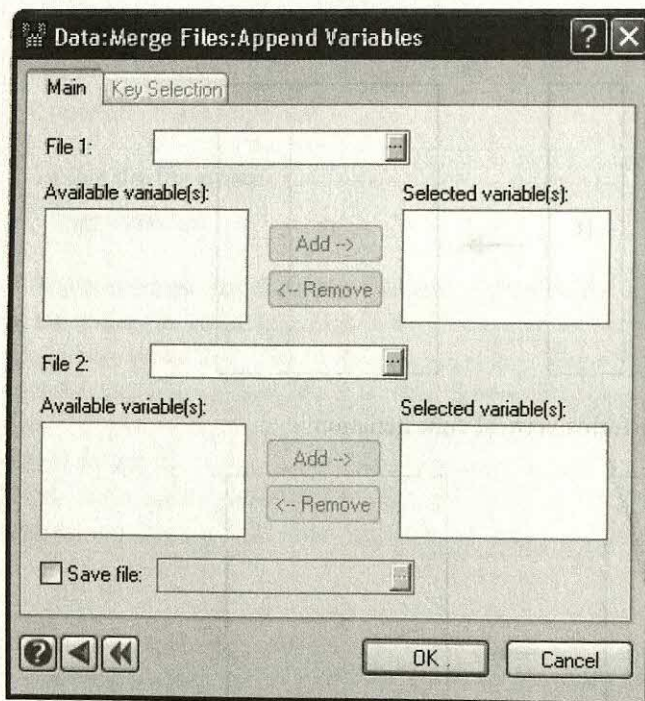 Data:Merge Files:Append Variables
Main Key Selection
File 1:
Available variable(s): Selected variable(s):
Add -->
<-- Remove
File 2:
Available variable(s): Selected variable(s):
Add -->
<-- Remove
Save file:
OK Cancel